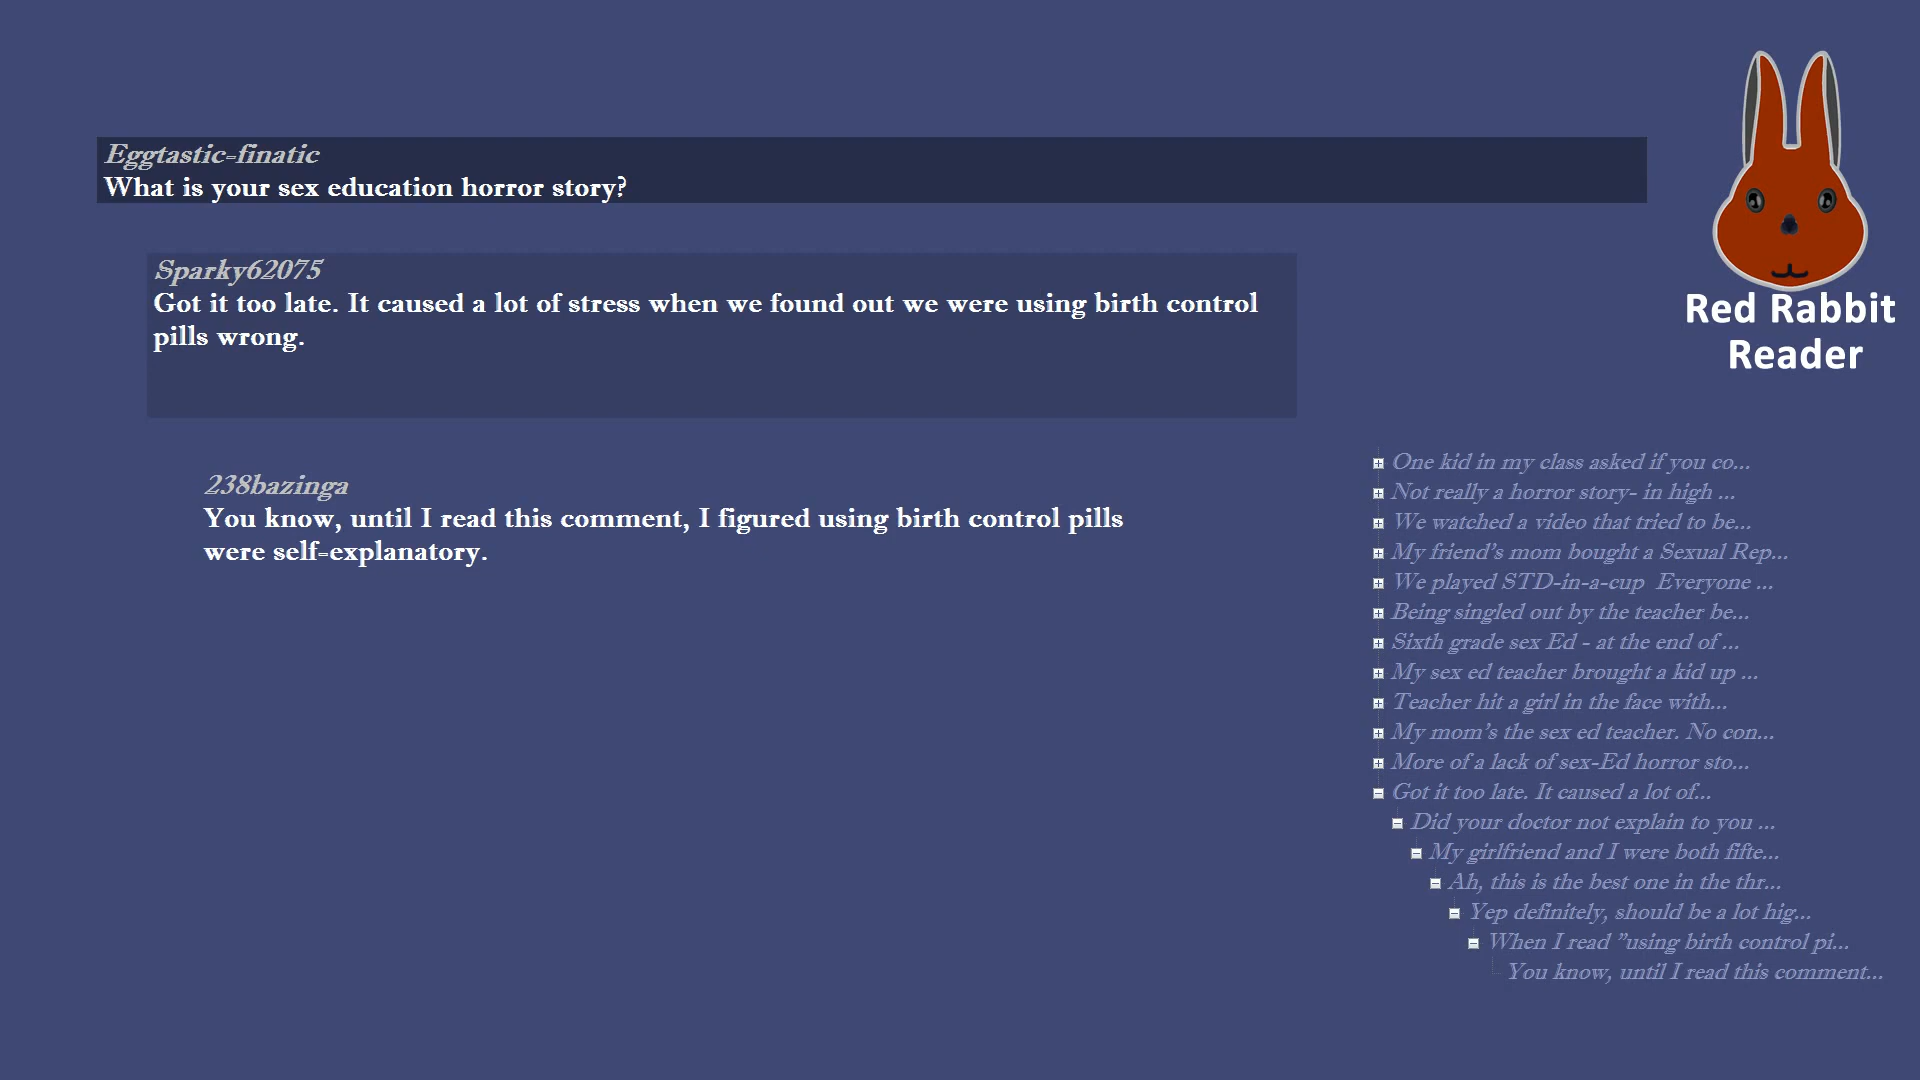 Eggtastic-finatic
What is your sex education horror story?
Sparky62075
Got it too late. It caused a lot of stress when we found out we were using birth control
pills wrong.
238bazinga
You know, until I read this comment, I figured using birth control pills
were self-explanatory.
Red Rabbit
Reader
One kid in my class asked if you co...
Not really a horror story- in high ...
We watched a video that tried to be...
My friend's mom bought a Sexual Rep...
We played STD-in-a-cup  Everyone ...
Being singled out by the teacher be...
Sixth grade sex Ed - at the end of ...
My sex ed teacher brought a kid up ...
Teacher hit a girl in the face with...
My mom's the sex ed teacher. No con...
More of a lack of sex-Ed horror sto...
Got it too late. It caused a lot of...
Did your doctor not explain to you ...
My girlfriend and I were both fifte...
Ah, this is the best one in the thr...
Yep definitely, should be a lot hig...
When I read "using birth control pi...
You know, until I read this comment...